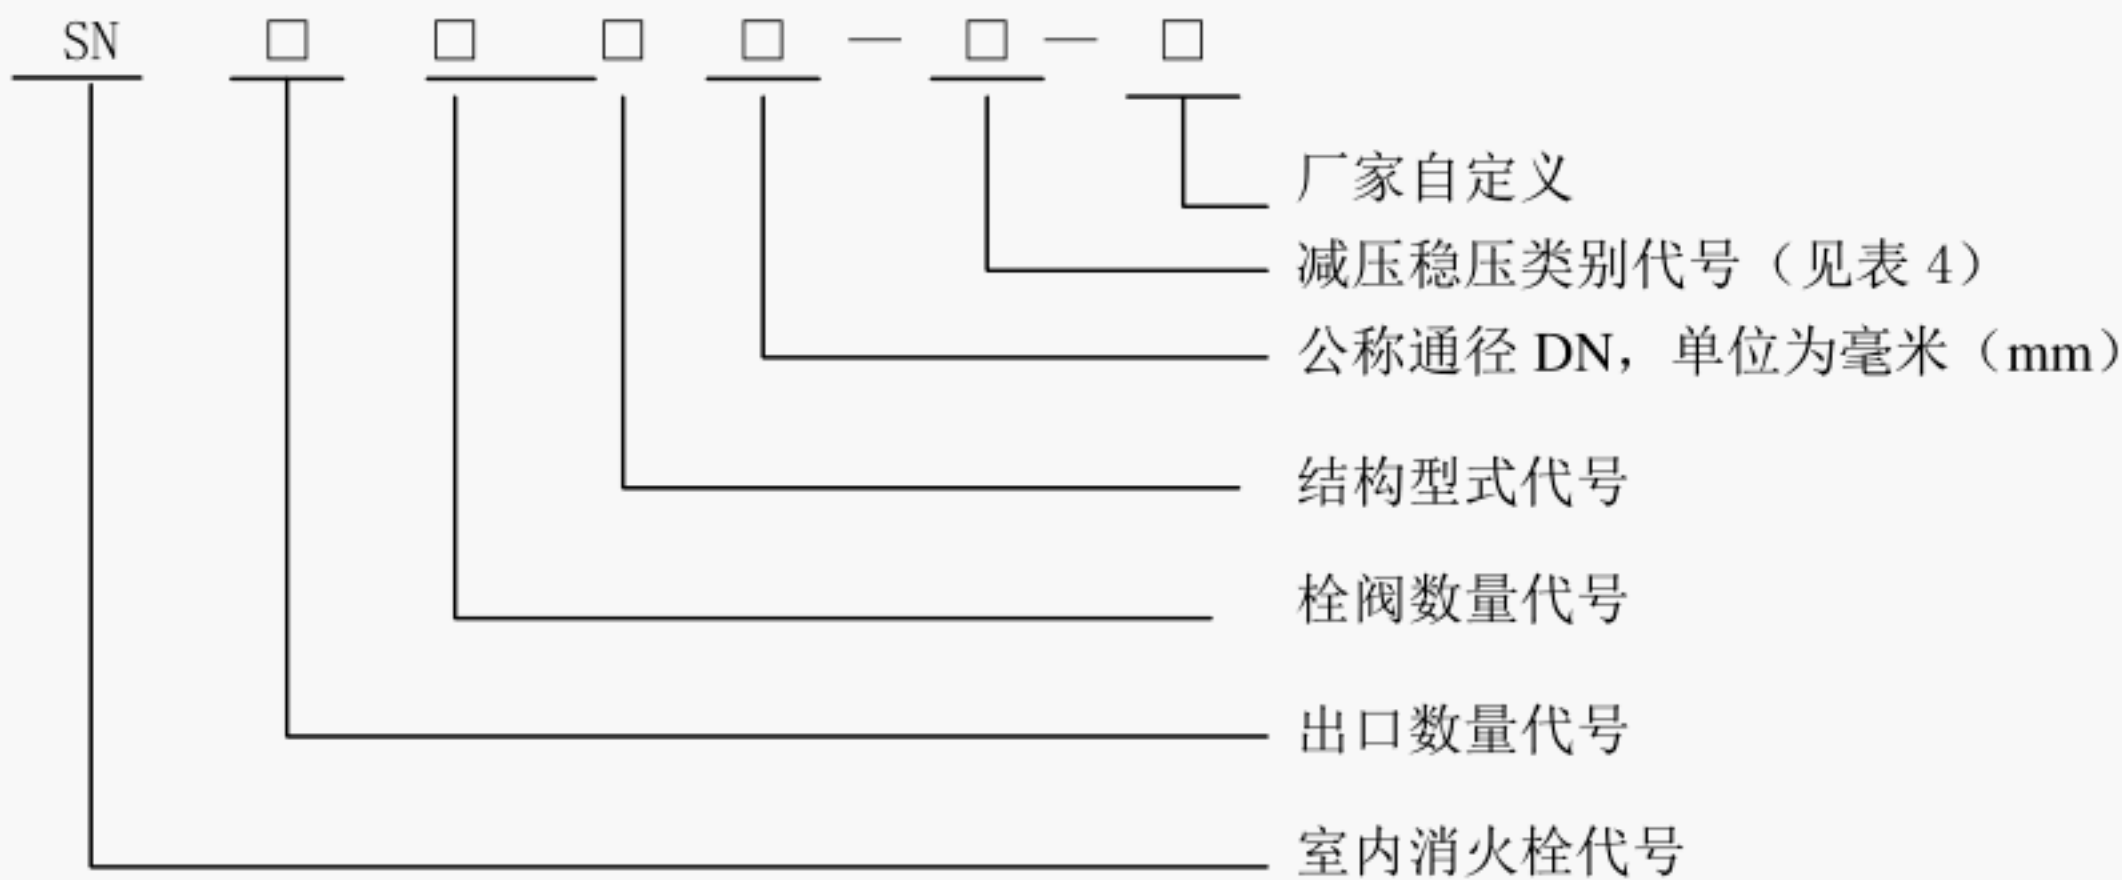 SN □ □ □ □ — □ — □
厂家自定义
减压稳压类别代号（见表 4）
公称通径 DN，单位为毫米（mm）
结构型式代号
栓阀数量代号
出口数量代号
室内消火栓代号